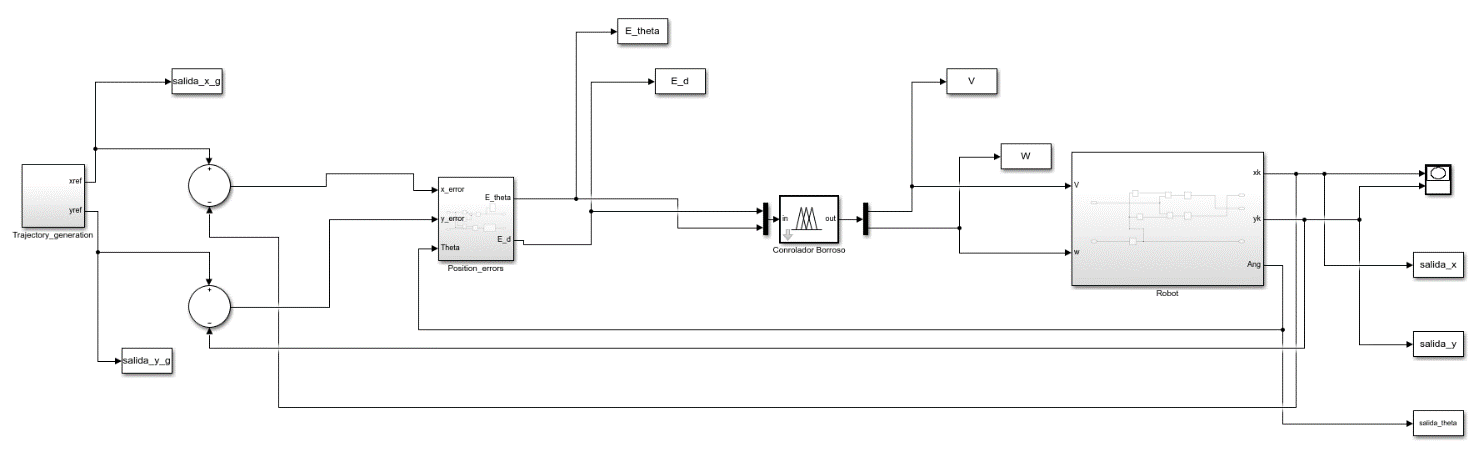 E_theta
salida_x_g
E_d
V
W
xref
yref
Trajectory_generation
+
−
x_error
y_error
Theta
E_theta
E_d
Position_errors
in
out
Conrolador Borroso
V
w
xk
yk
Ang
Robot
+
−
salida_y_g
salida_x
salida_y
salida_theta